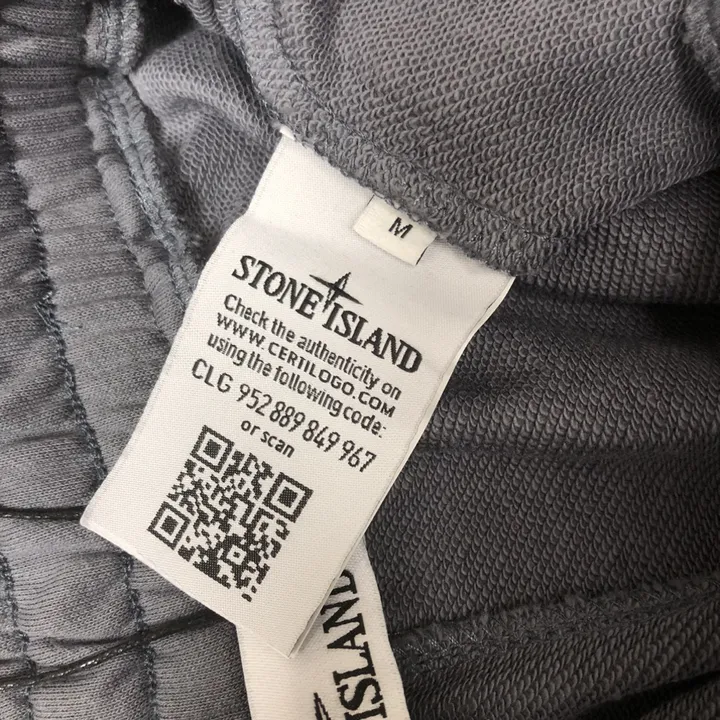 M
STONE ISLAND
Check the authenticity on
WWW.CERTILOGO.COM
using the following code:
CLG 952 889 849 967
or scan
ISLAND